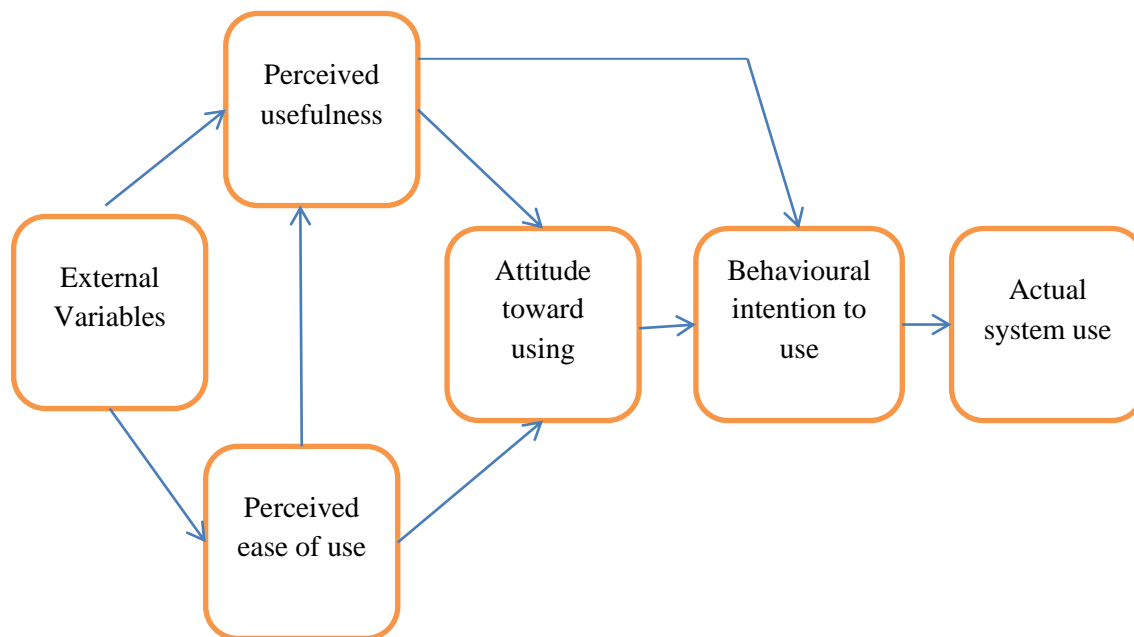 Perceived
usefulness
External
Variables
Perceived
ease of use
Attitude
toward
using
Behavioural
intention to
use
Actual
system use